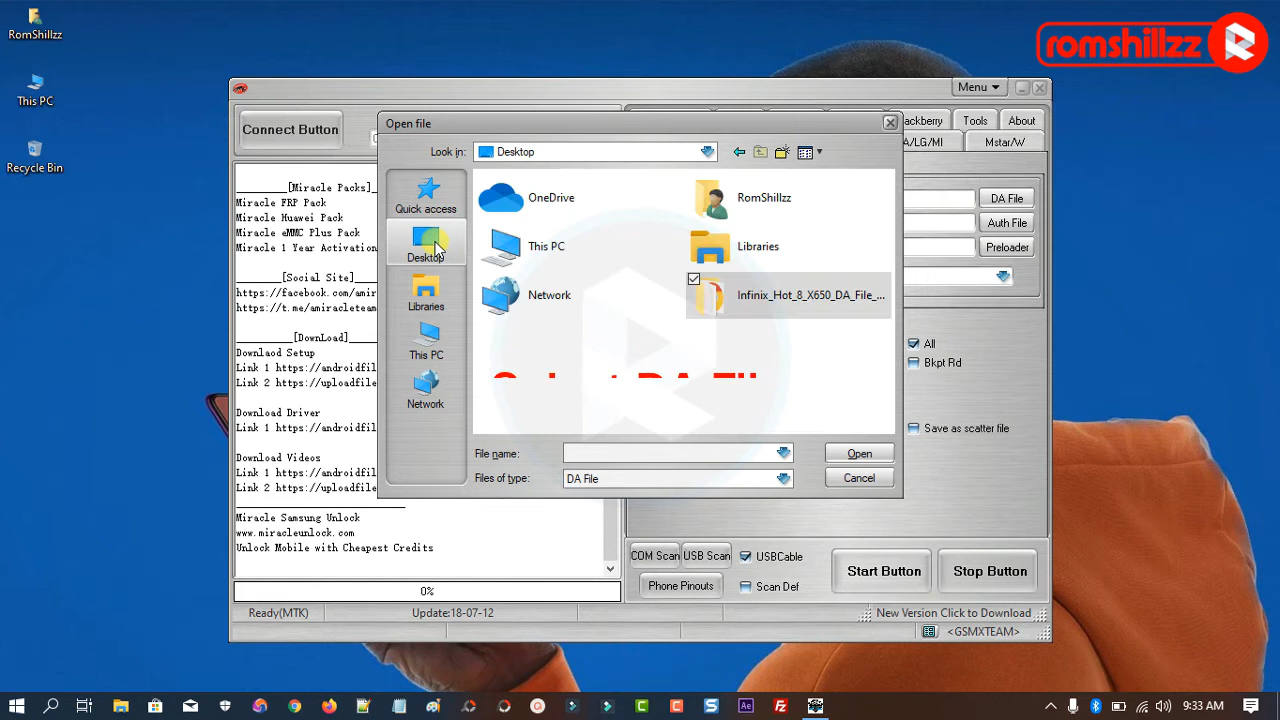 RomShillzz
This PC
Recycle Bin
romshillzz
Menu
Connect Button
Open file
Look in:
Desktop
Quick access
Desktop
Libraries
This PC
Network
OneDrive
RomShillzz
This PC
Libraries
Network
Infinix_Hot_8_X650_DA_File_...
File name:
Open
Files of type:
DA File
Cancel
ackberry
Tools
About
A/LG/MI
Mstar/W
DA File
Auth File
Preloader
All
Bkpt Rd
Save as scatter file
________[Miracle Packs]_
Miracle FRP Pack
Miracle Huawei Pack
Miracle eMMC Plus Pack
Miracle 1 Year Activation
________[Social Site]
https://facebook.com/amir
https://t.me/amiracleteam
________[DownLoad]
Downlaod Setup
Link 1 https://androidfil
Link 2 https://uploadfile
Download Driver
Link 1 https://androidfil
Download Videos
Link 1 https://androidfil
Link 2 https://uploadfile
Miracle Samsung Unlock
www.miracleunlock.com
Unlock Mobile with Cheapest Credits
0%
COM Scan
USB Scan
USBCable
Phone Pinouts
Scan Def
Start Button
Stop Button
Ready(MTK)
Update:18-07-12
New Version Click to Download
<GSMXTEAM>
9:33 AM